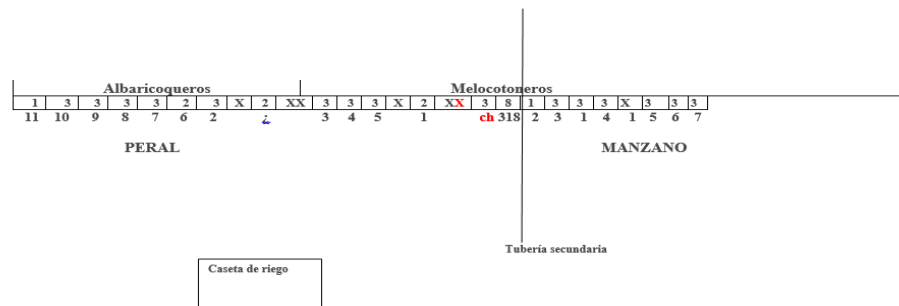 Albaricoqueros Melocotoneros
1 3 3 3 3 2 3 X 2 XX 3 3 3 X 2 XX 3 8 1 3 3 3 X 3 3 3
11 10 9 8 7 6 2 ¿ 3 4 5 1 ch 318 2 3 1 4 1 5 6 7
PERAL MANZANO
Tubería secundaria
Caseta de riego